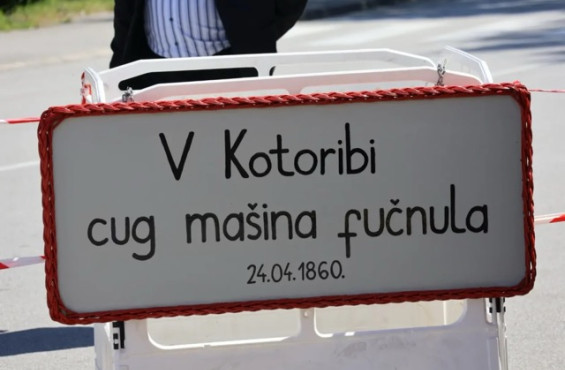 V Kotoribi
cug mašina fučnula
24.04.1860.